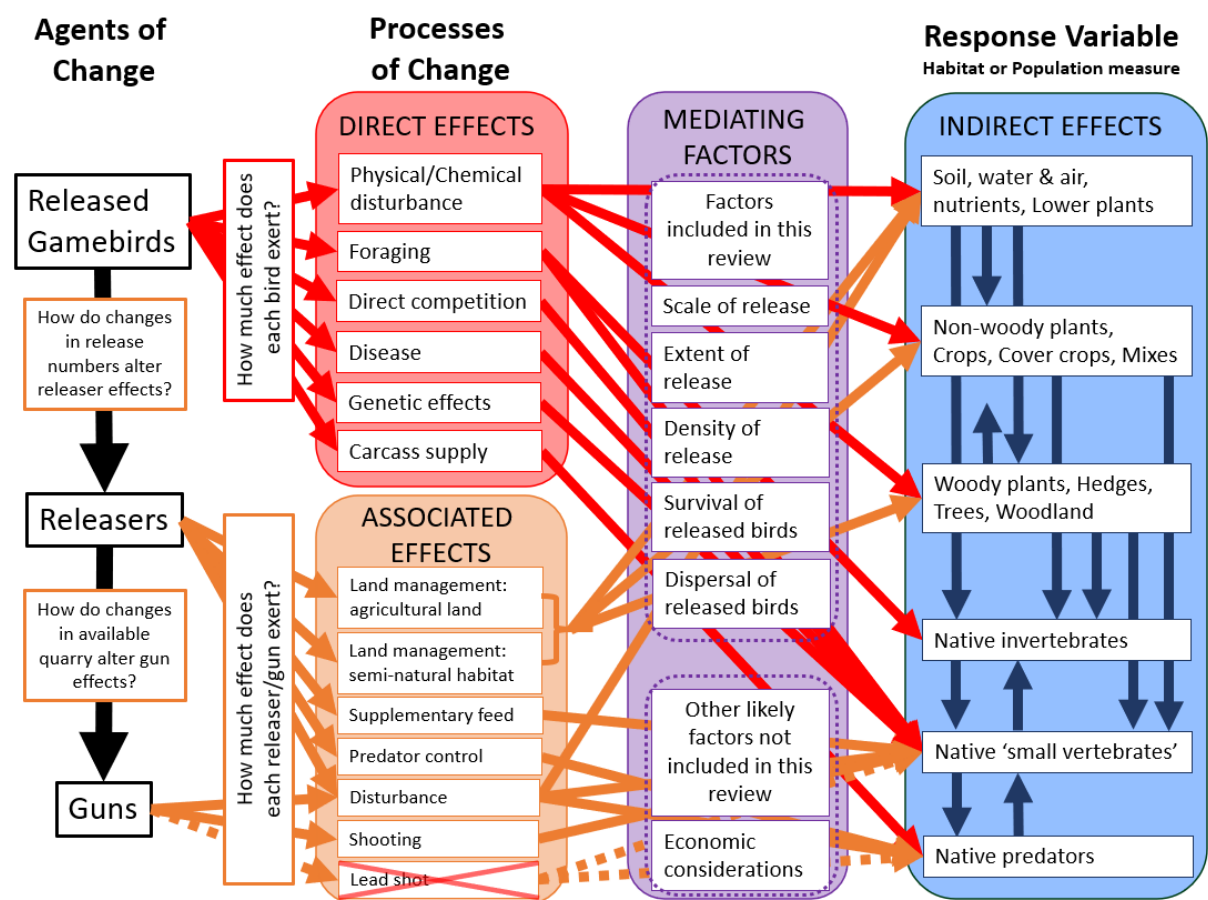 Agents of
Change
Processes
of Change
Response Variable
Habitat or Population measure
Released
Gamebirds
How do changes
in release
numbers alter
releaser effects?
Releasers
How do changes
in available
quarry alter gun
effects?
Guns
How much effect does
each bird exert?
How much effect does
each releaser/gun exert?
DIRECT EFFECTS
Physical/Chemical
disturbance
Foraging
Direct competition
Disease
Genetic effects
Carcass supply
ASSOCIATED
EFFECTS
Land management:
agricultural land
Land management:
semi-natural habitat
Supplementary feed
Predator control
Disturbance
Shooting
Lead shot
MEDIATING
FACTORS
Factors
included in this
review
Scale of release
Extent of
release
Density of
release
Survival of
released birds
Dispersal of
released birds
Other likely
factors not
included in this
review
Economic
considerations
INDIRECT EFFECTS
Soil, water & air,
nutrients, Lower plants
Non-woody plants,
Crops, Cover crops, Mixes
Woody plants, Hedges,
Trees, Woodland
Native invertebrates
Native ‘small vertebrates’
Native predators